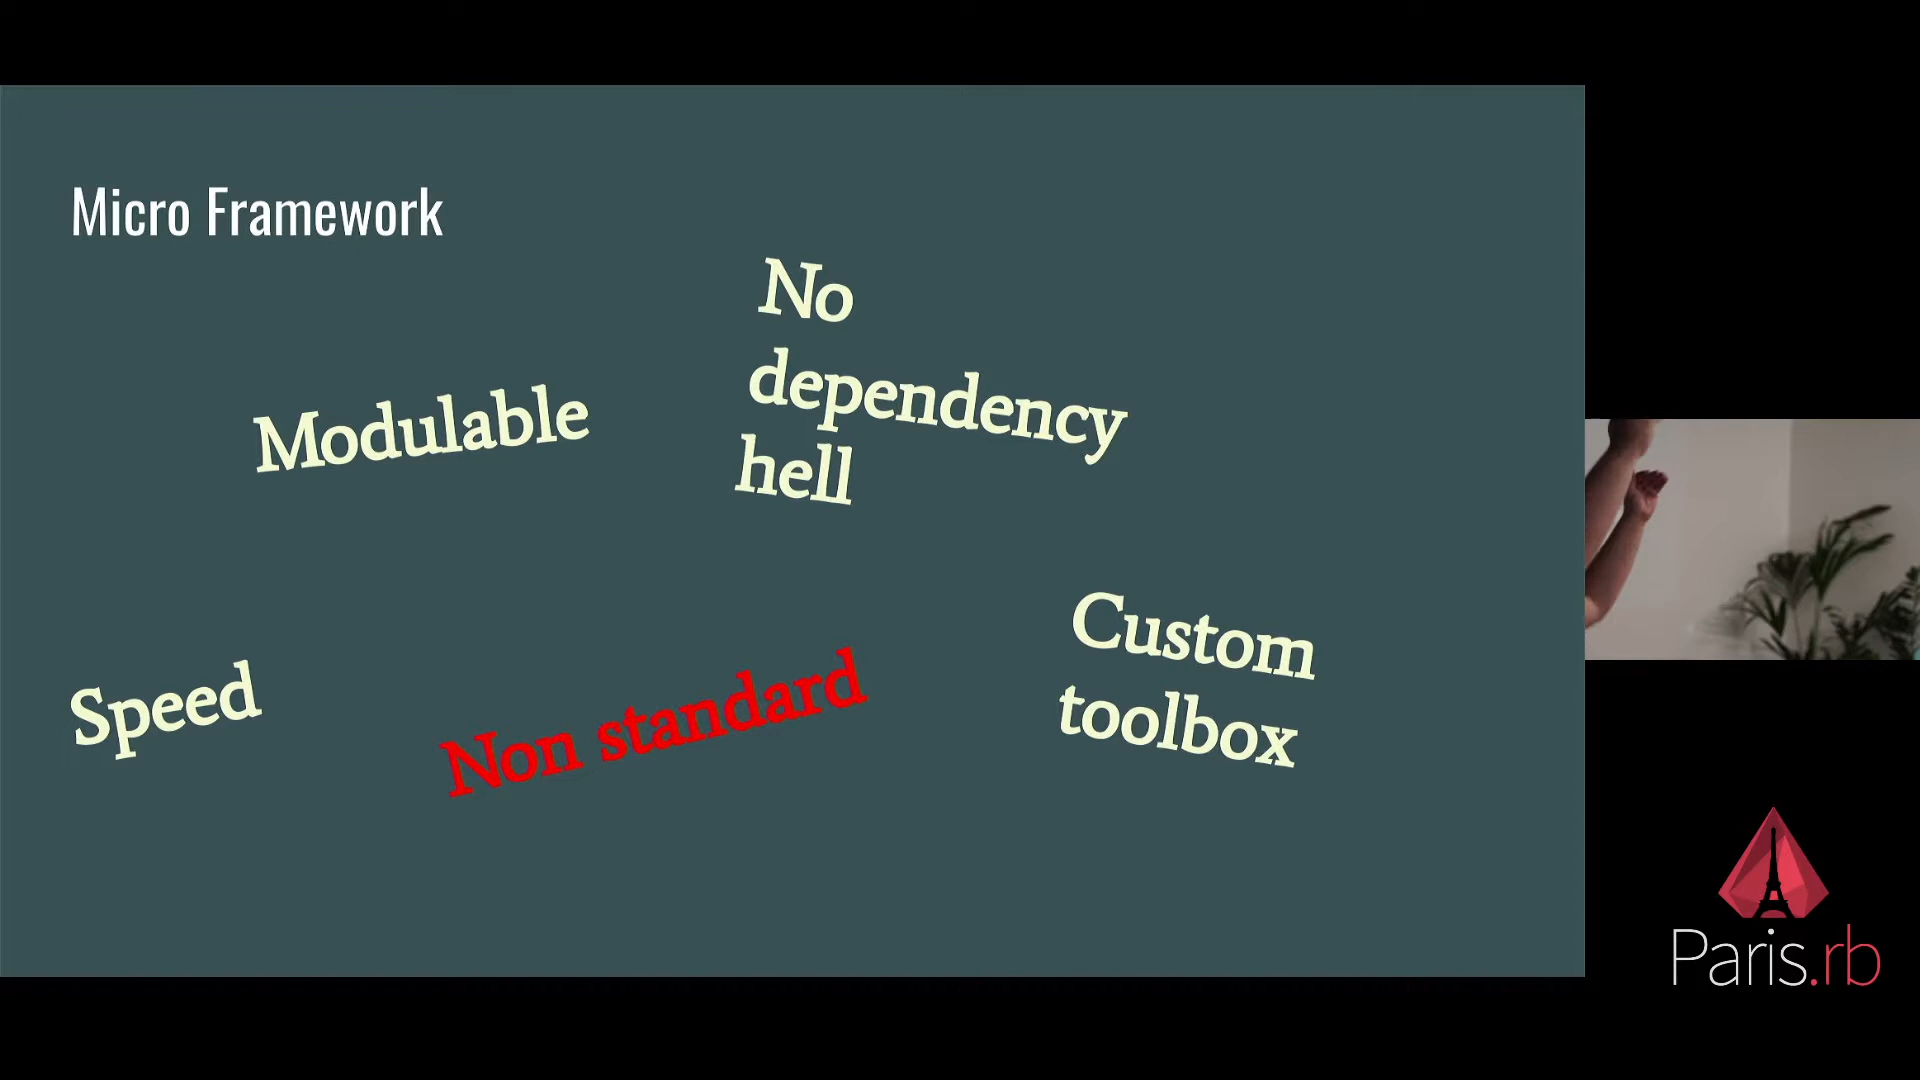 Micro Framework
No
dependency
hell
Modulable
Custom
toolbox
Speed
Non standard
Paris.rb